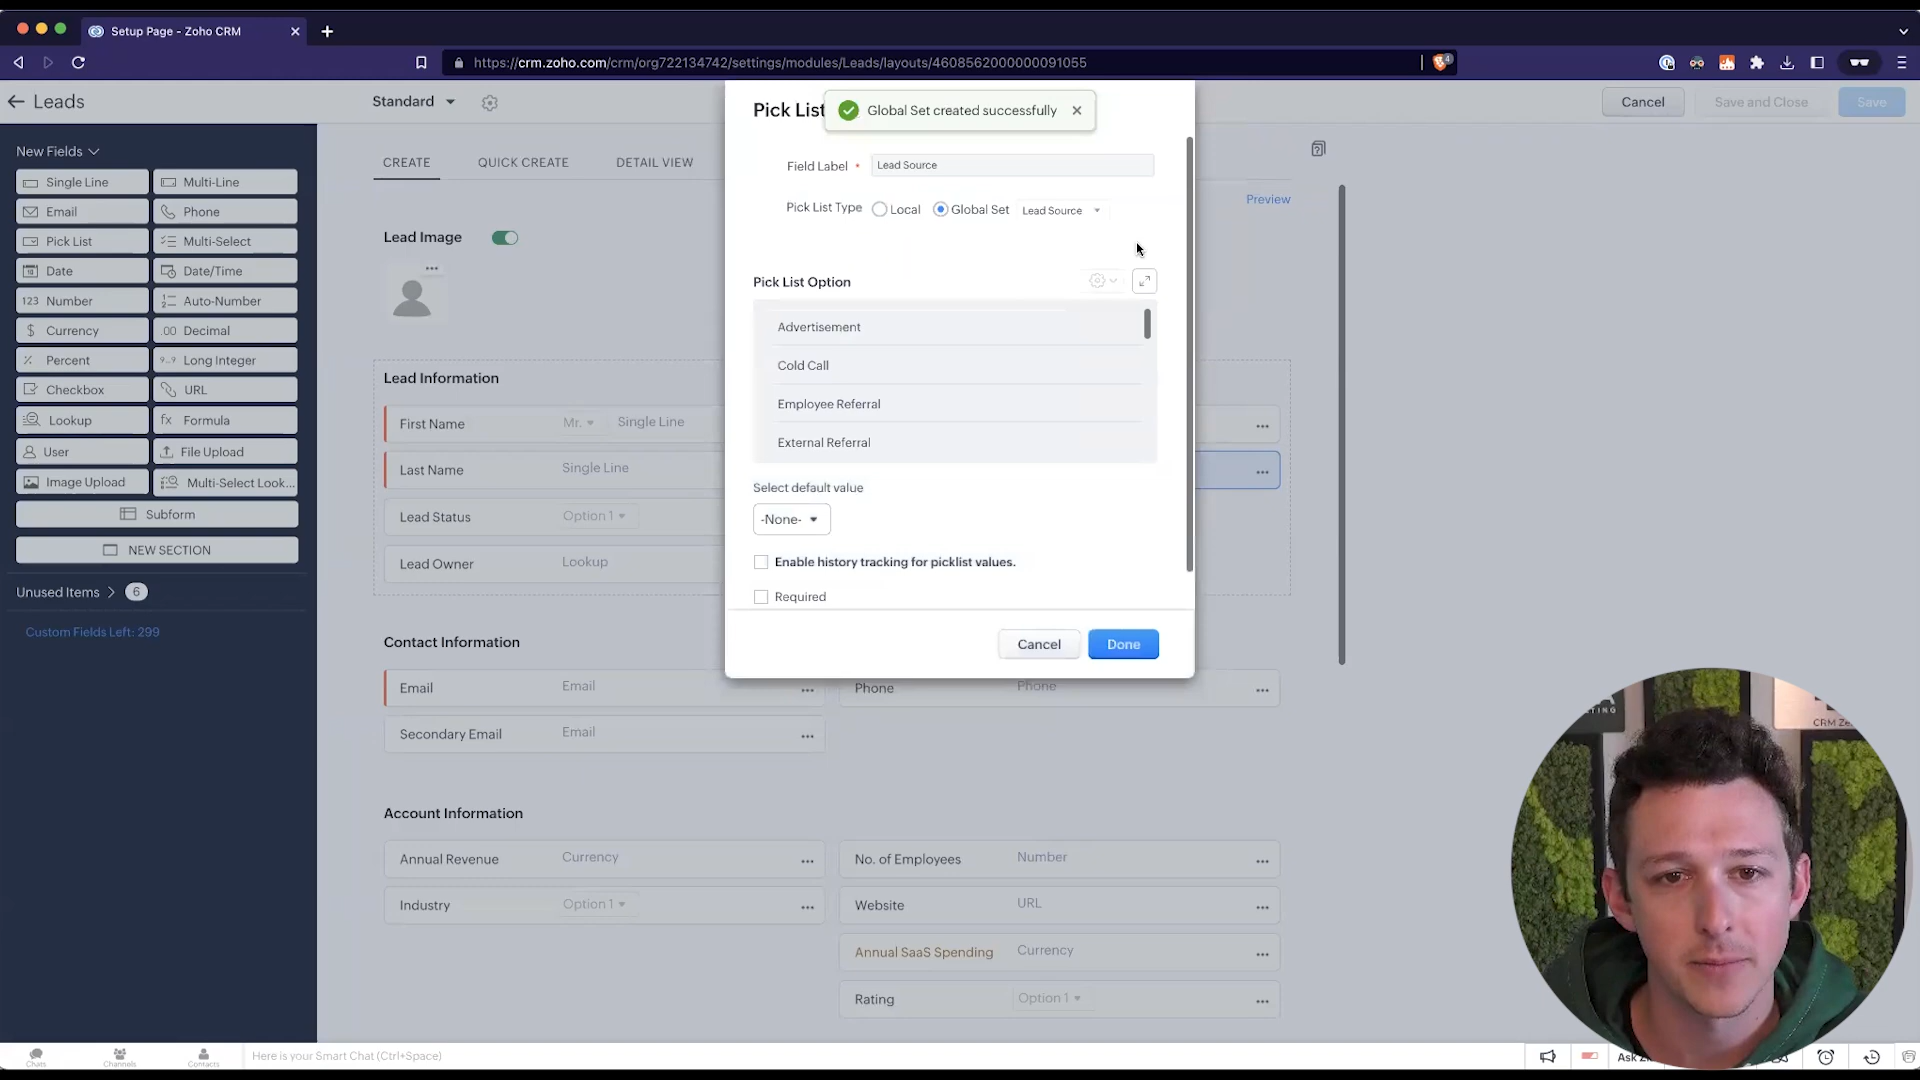 Setup Page - Zoho CRM
https://crm.zoho.com/crm/org722134742/settings/modules/Leads/layouts/4608562000000091055
Leads
Standard
Cancel
Save and Close
Save
Global Set created successfully
Pick List
New Fields
Single Line
Multi-Line
Email
Phone
Pick List
Multi-Select
Date
Date/Time
123 Number
Auto-Number
$ Currency
.00 Decimal
% Percent
Long Integer
Checkbox
URL
Lookup
fx Formula
User
File Upload
Image Upload
Multi-Select Look...
Subform
NEW SECTION
Unused Items
6
Custom Fields Left: 299
CREATE
QUICK CREATE
DETAIL VIEW
Preview
Lead Image
Lead Information
First Name
Mr.
Single Line
Last Name
Single Line
Lead Status
Option 1
Lead Owner
Lookup
Field Label
Lead Source
Pick List Type
Local
Global Set
Lead Source
Pick List Option
Advertisement
Cold Call
Employee Referral
External Referral
Select default value
-None-
Enable history tracking for picklist values.
Required
Cancel
Done
Contact Information
Email
Email
Phone
Phone
Secondary Email
Email
Account Information
Annual Revenue
Currency
No. of Employees
Number
Industry
Option 1
Website
URL
Annual SaaS Spending
Currency
Rating
Option 1
Chats
Channels
Contacts
Here is your Smart Chat (Ctrl+Space)